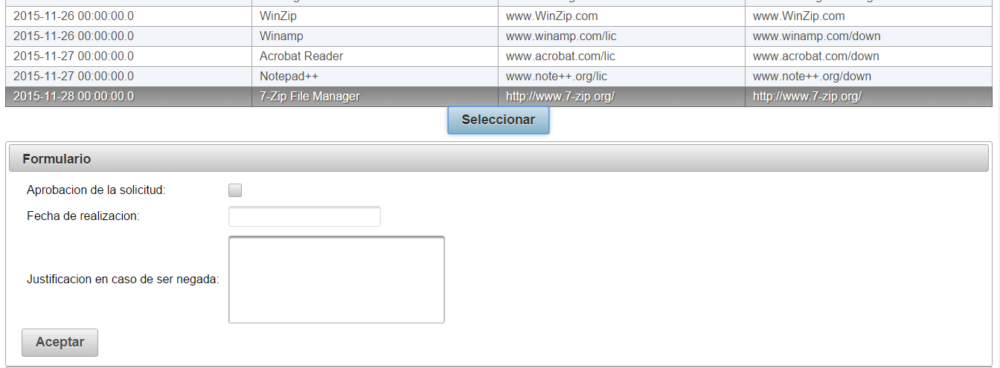 2015-11-26 00:00:00.0 WinZip www.WinZip.com www.WinZip.com
2015-11-26 00:00:00.0 Winamp www.winamp.com/lic www.winamp.com/down
2015-11-27 00:00:00.0 Acrobat Reader www.acrobat.com/lic www.acrobat.com/down
2015-11-27 00:00:00.0 Notepad++ www.note++.org/lic www.note++.org/down
2015-11-28 00:00:00.0 7-Zip File Manager http://www.7-zip.org/ http://www.7-zip.org/
Seleccionar
Formulario
Aprobacion de la solicitud:
Fecha de realizacion:
Justificacion en caso de ser negada:
Aceptar